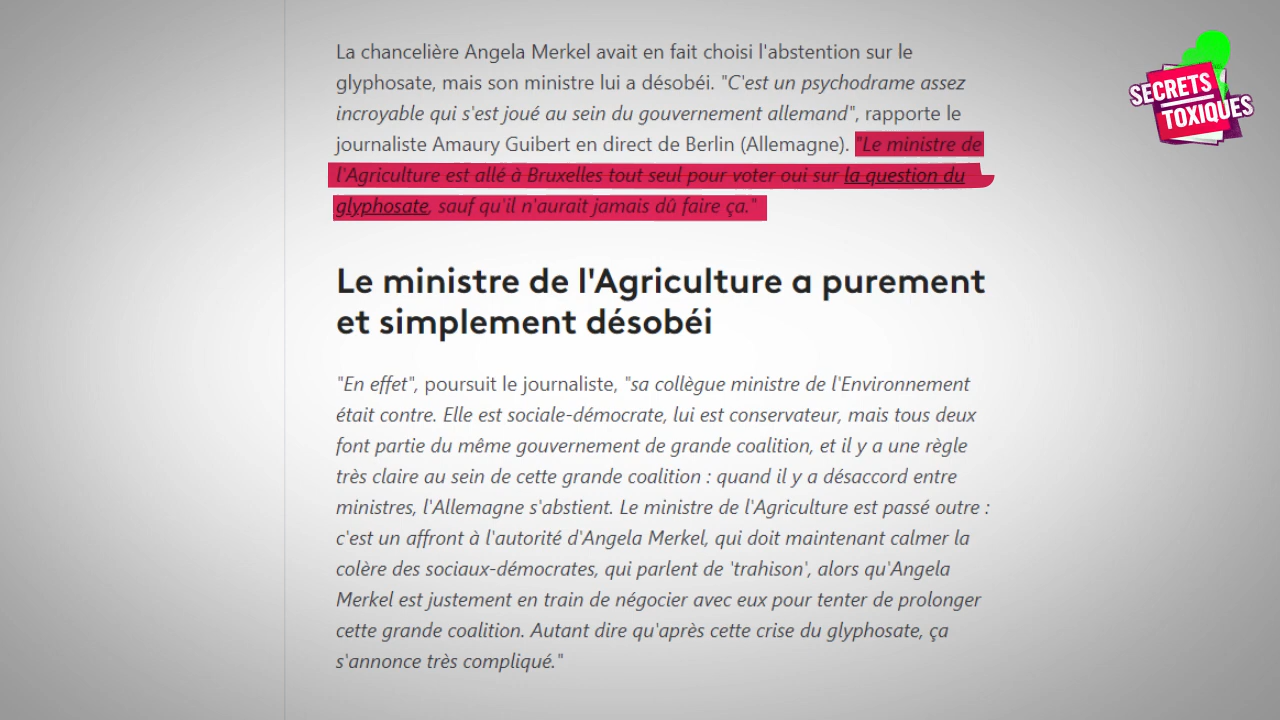 La chancelière Angela Merkel avait en fait choisi l'abstention sur le
glyphosate, mais son ministre lui a désobéi. "C'est un psychodrame assez
incroyable qui s'est joué au sein du gouvernement allemand", rapporte le
journaliste Amaury Guibert en direct de Berlin (Allemagne). "Le ministre de
l'Agriculture est allé à Bruxelles tout seul pour voter oui sur la question du
glyphosate, sauf qu'il n'aurait jamais dû faire ça."
SECRETS
TOXIQUES
Le ministre de l'Agriculture a purement
et simplement désobéi
"En effet", poursuit le journaliste, "sa collègue ministre de l'Environnement
était contre. Elle est sociale-démocrate, lui est conservateur, mais tous deux
font partie du même gouvernement de grande coalition, et il y a une règle
très claire au sein de cette grande coalition : quand il y a désaccord entre
ministres, l'Allemagne s'abstient. Le ministre de l'Agriculture est passé outre :
c'est un affront à l'autorité d'Angela Merkel, qui doit maintenant calmer la
colère des sociaux-démocrates, qui parlent de 'trahison', alors qu'Angela
Merkel est justement en train de négocier avec eux pour tenter de prolonger
cette grande coalition. Autant dire qu'après cette crise du glyphosate, ça
s'annonce très compliqué."